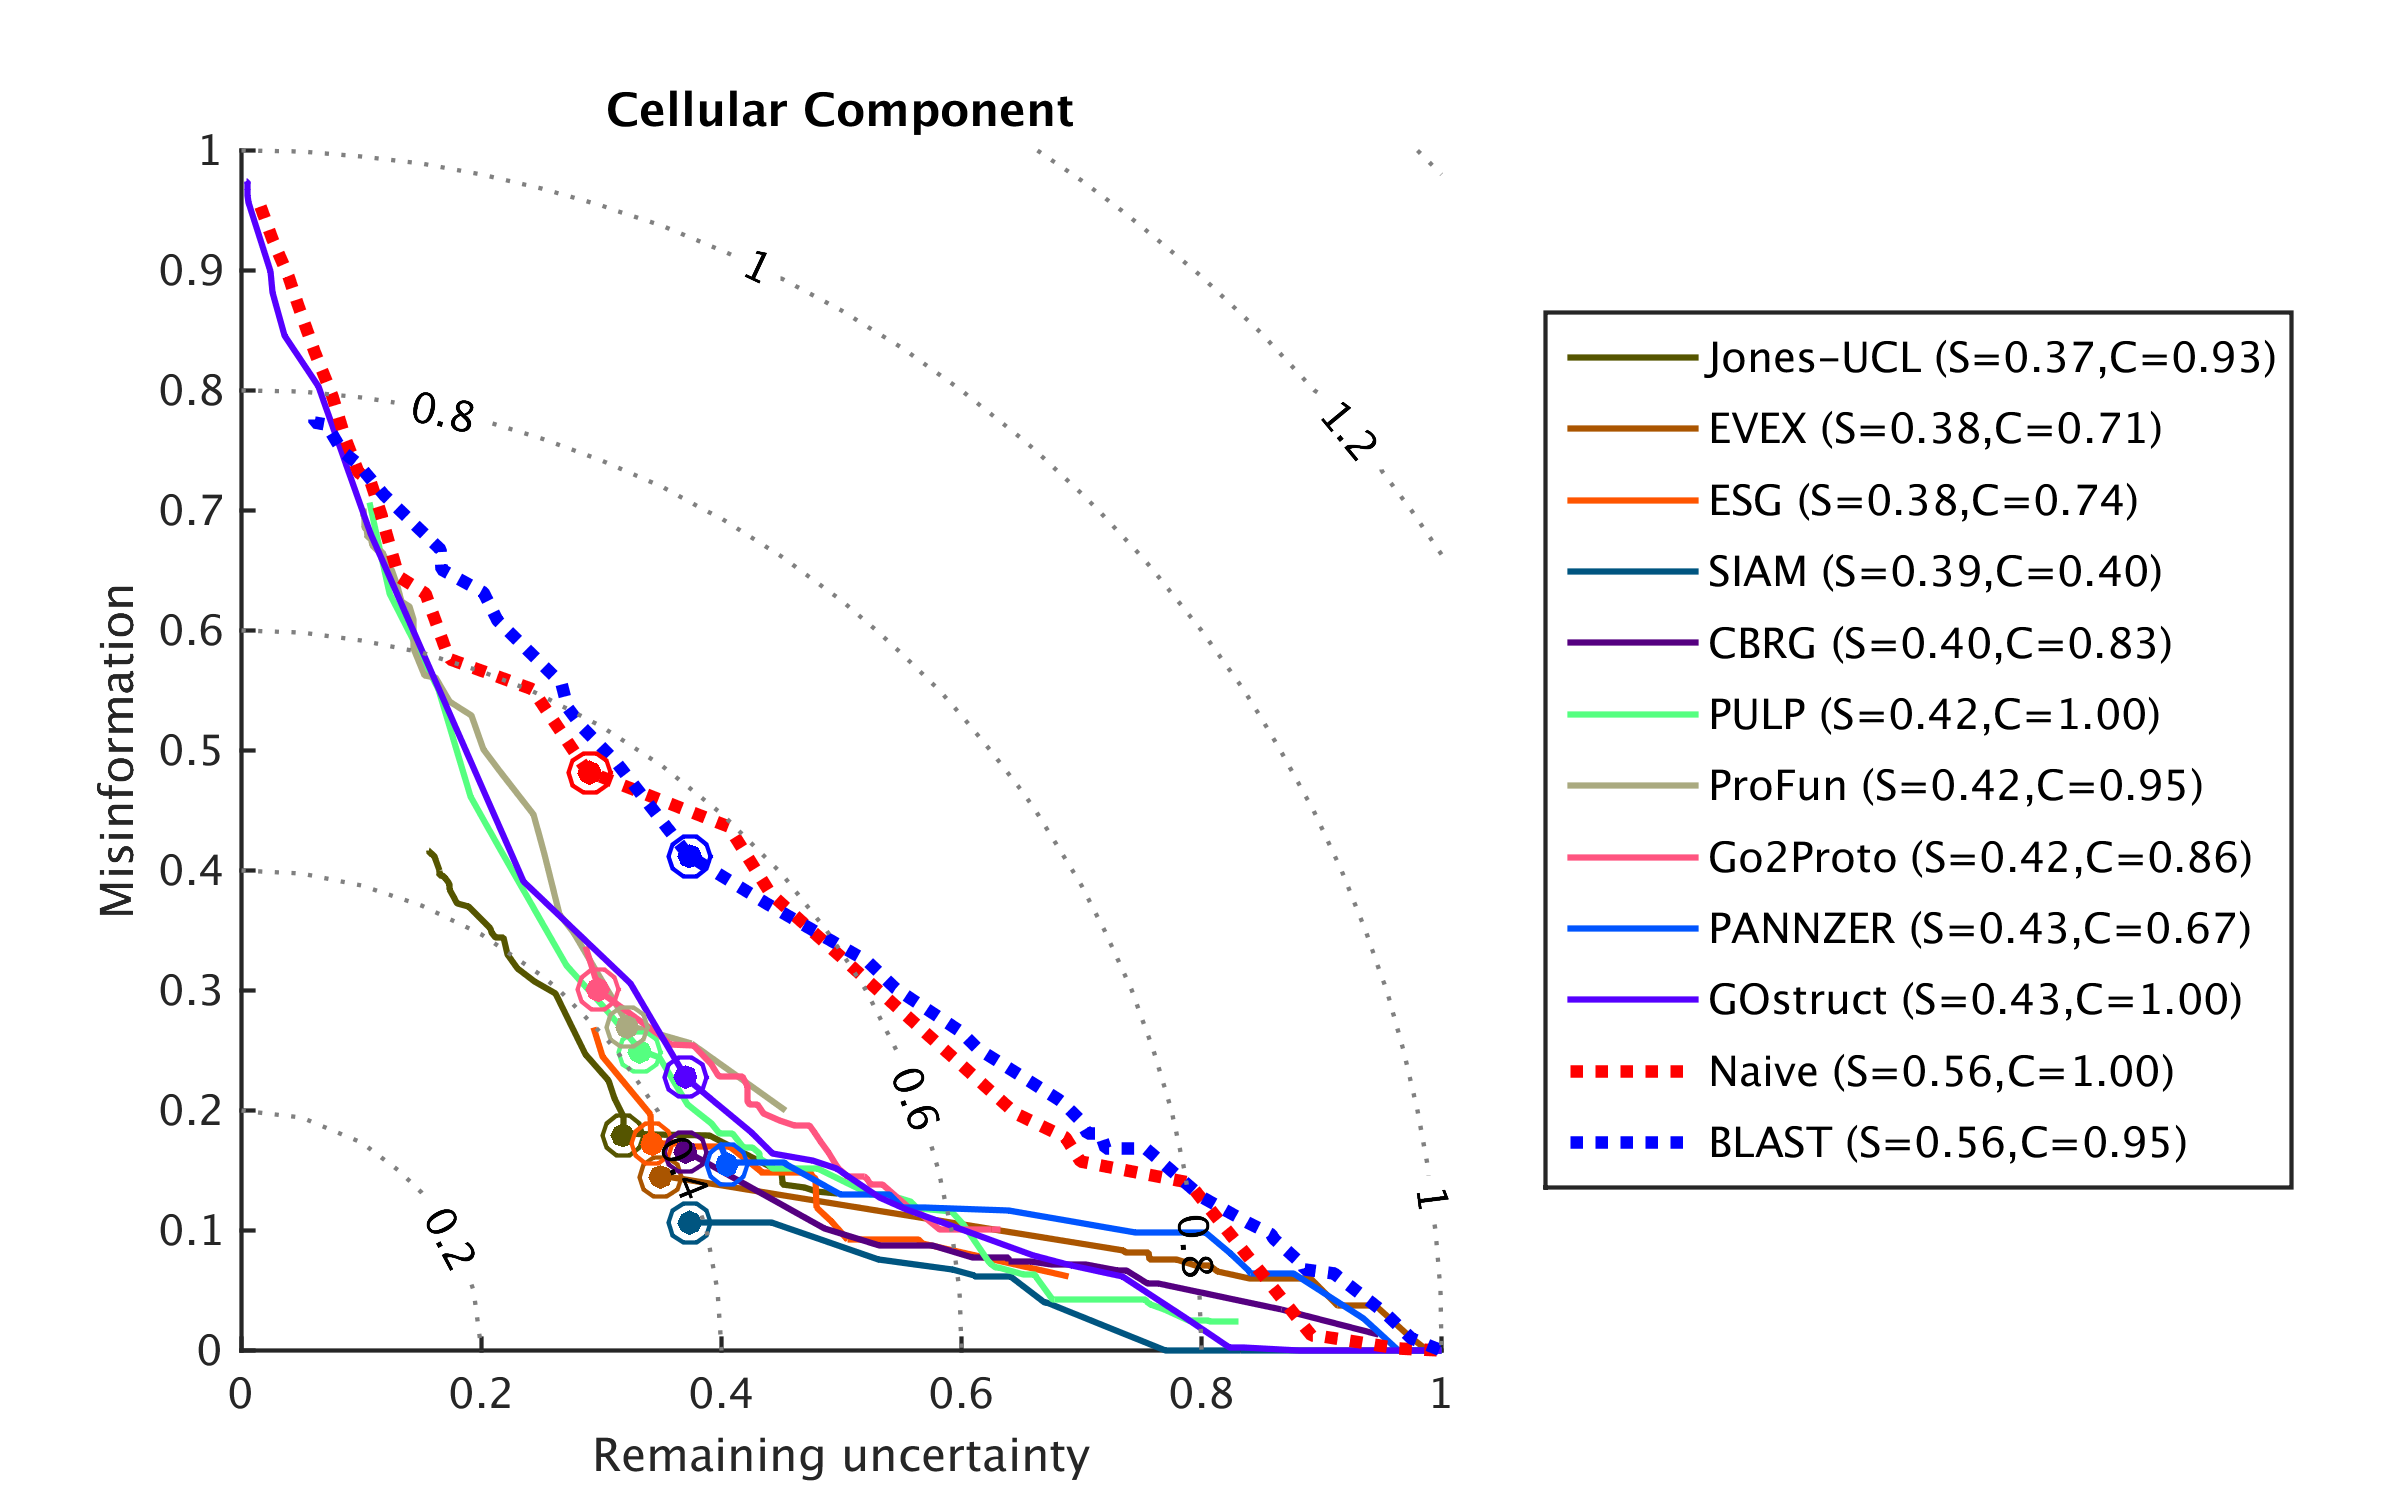 Cellular Component
1
0.9
0.8
0.7
0.6
0.5
0.4
0.3
0.2
0.1
0
Misinformation
0 0.2 0.4 0.6 0.8 1
Remaining uncertainty
0.2
0.4
0.6
0.8
0.8
1
1
1.2
Jones-UCL (S=0.37,C=0.93)
EVEX (S=0.38,C=0.71)
ESG (S=0.38,C=0.74)
SIAM (S=0.39,C=0.40)
CBRG (S=0.40,C=0.83)
PULP (S=0.42,C=1.00)
ProFun (S=0.42,C=0.95)
Go2Proto (S=0.42,C=0.86)
PANNZER (S=0.43,C=0.67)
GOstruct (S=0.43,C=1.00)
Naive (S=0.56,C=1.00)
BLAST (S=0.56,C=0.95)